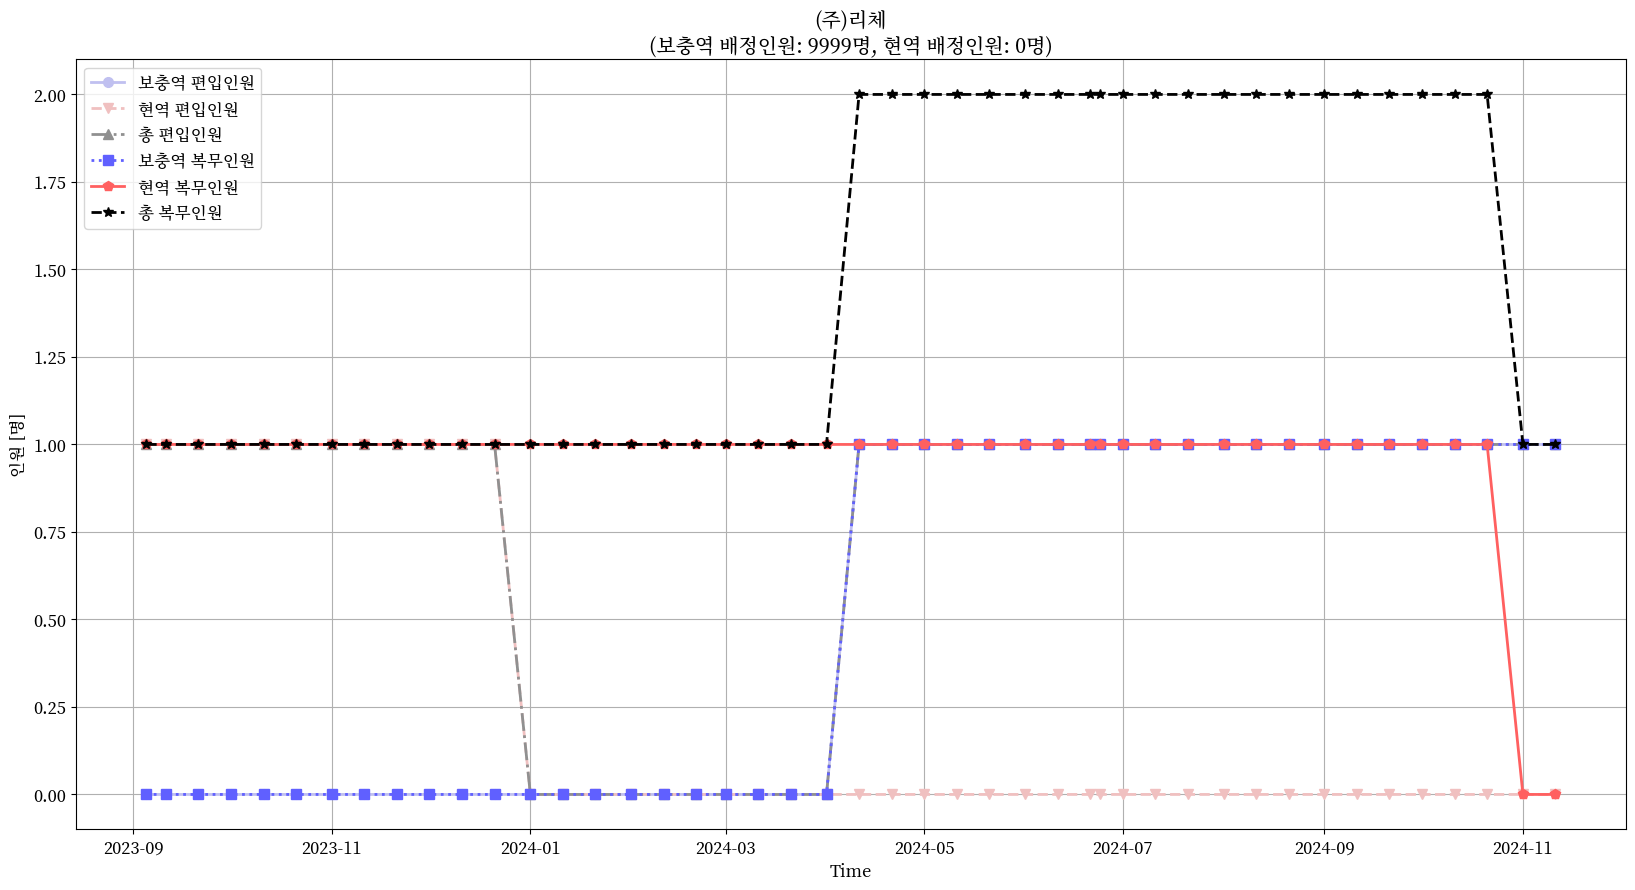 (주)리체
(보충역 배정인원: 9999명, 현역 배정인원: 0명)
보충역 편입인원
현역 편입인원
총 편입인원
보충역 복무인원
현역 복무인원
총 복무인원
2.00
1.75
1.50
1.25
1.00
0.75
0.50
0.25
0.00
인원 [명]
2023-09
2023-11
2024-01
2024-03
2024-05
2024-07
2024-09
2024-11
Time